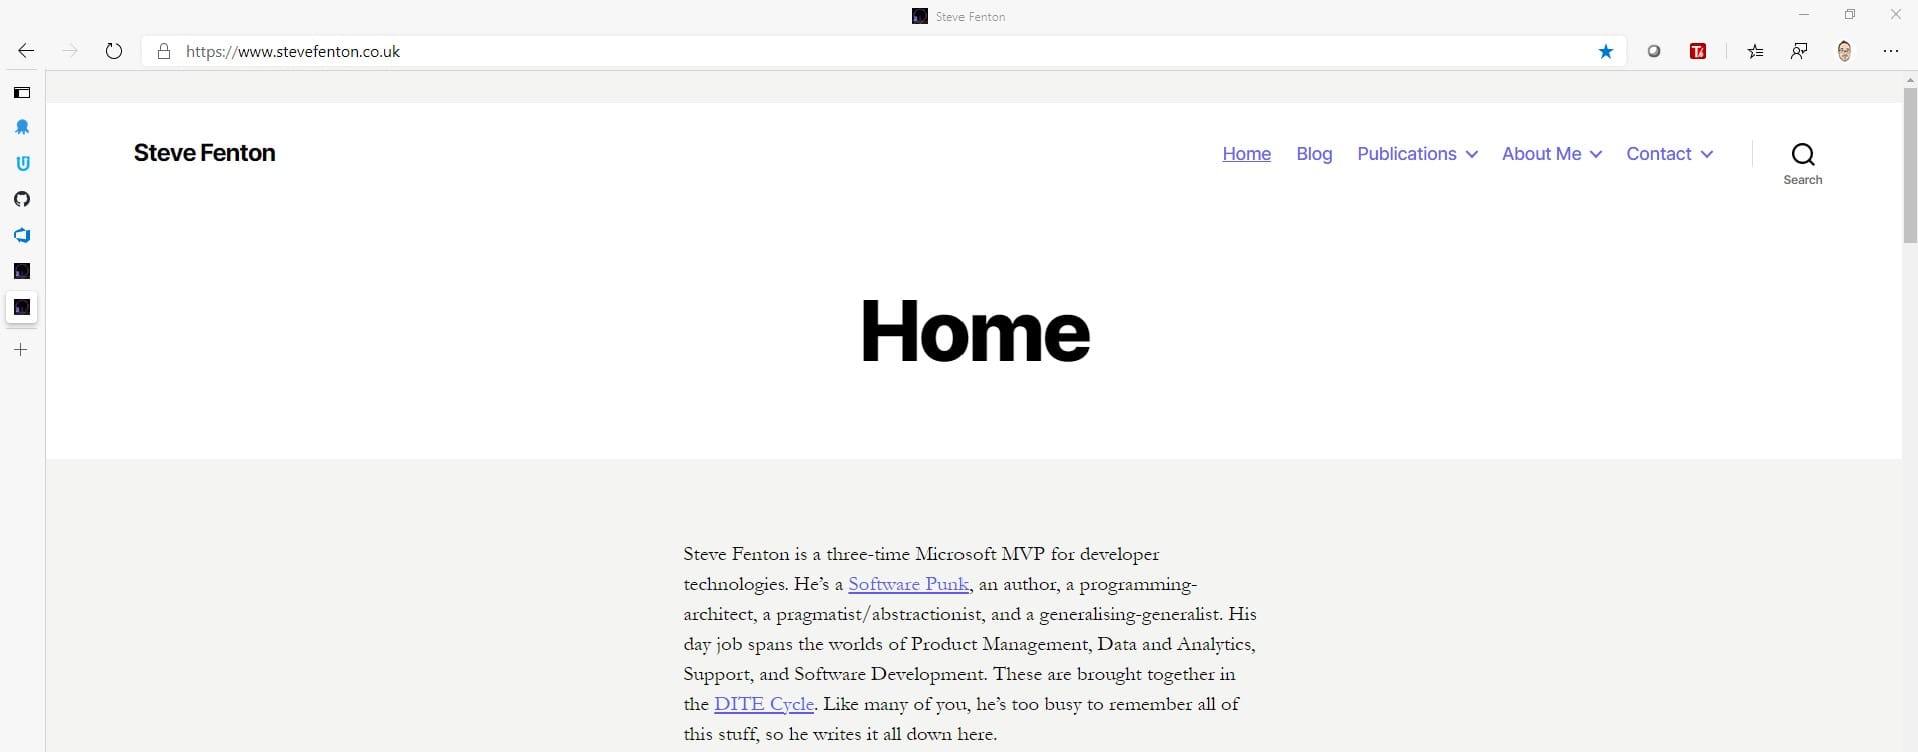 Steve Fenton
https://www.stevefenton.co.uk
Steve Fenton
Home Blog Publications About Me Contact
Search
Home
Steve Fenton is a three-time Microsoft MVP for developer
technologies. He’s a Software Punk, an author, a programming-
architect, a pragmatist/abstractionist, and a generalising-generalist. His
day job spans the worlds of Product Management, Data and Analytics,
Support, and Software Development. These are brought together in
the DITE Cycle. Like many of you, he’s too busy to remember all of
this stuff, so he writes it all down here.